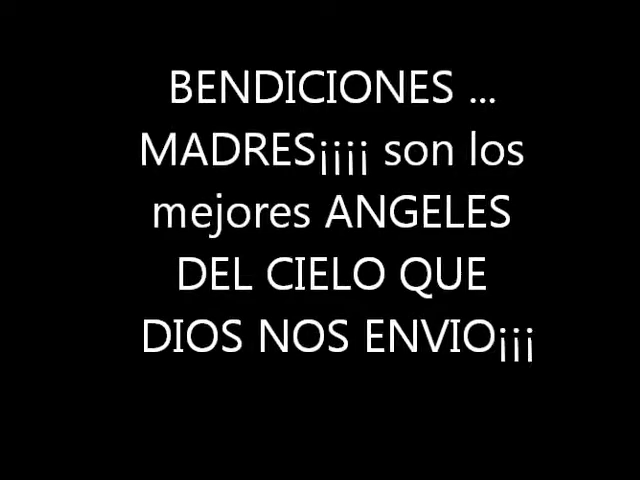 BENDICIONES ...
MADRES¡¡¡¡ son los
mejores ANGELES
DEL CIELO QUE
DIOS NOS ENVIO¡¡¡